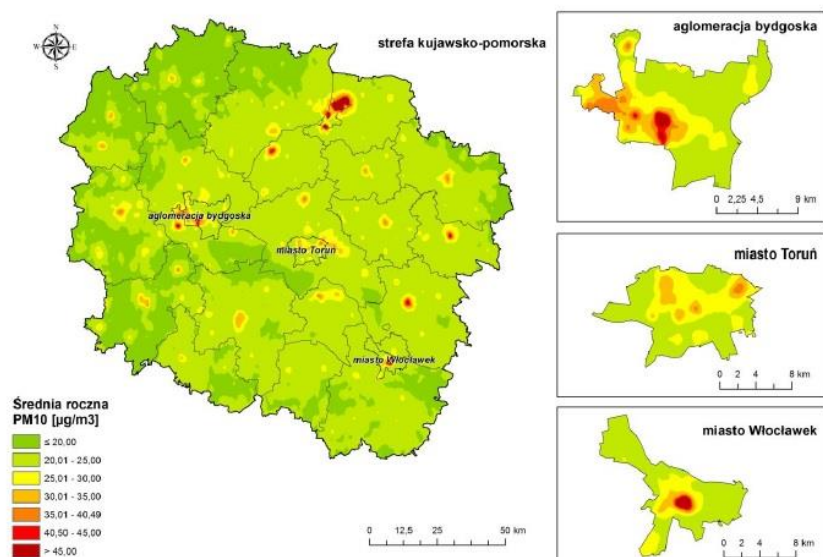 N
W E
S
strefa kujawsko-pomorska
aglomeracja bydgoska
miasto Toruń
miasto Włocławek
Średnia roczna
PM10 [µg/m3]
≤ 20,00
20,01 - 25,00
25,01 - 30,00
30,01 - 35,00
35,01 - 40,49
40,50 - 45,00
> 45,00
0 12,5 25 50 km
aglomeracja bydgoska
0 2,25 4,5 9 km
miasto Toruń
0 2 4 8 km
miasto Włocławek
0 2 4 8 km